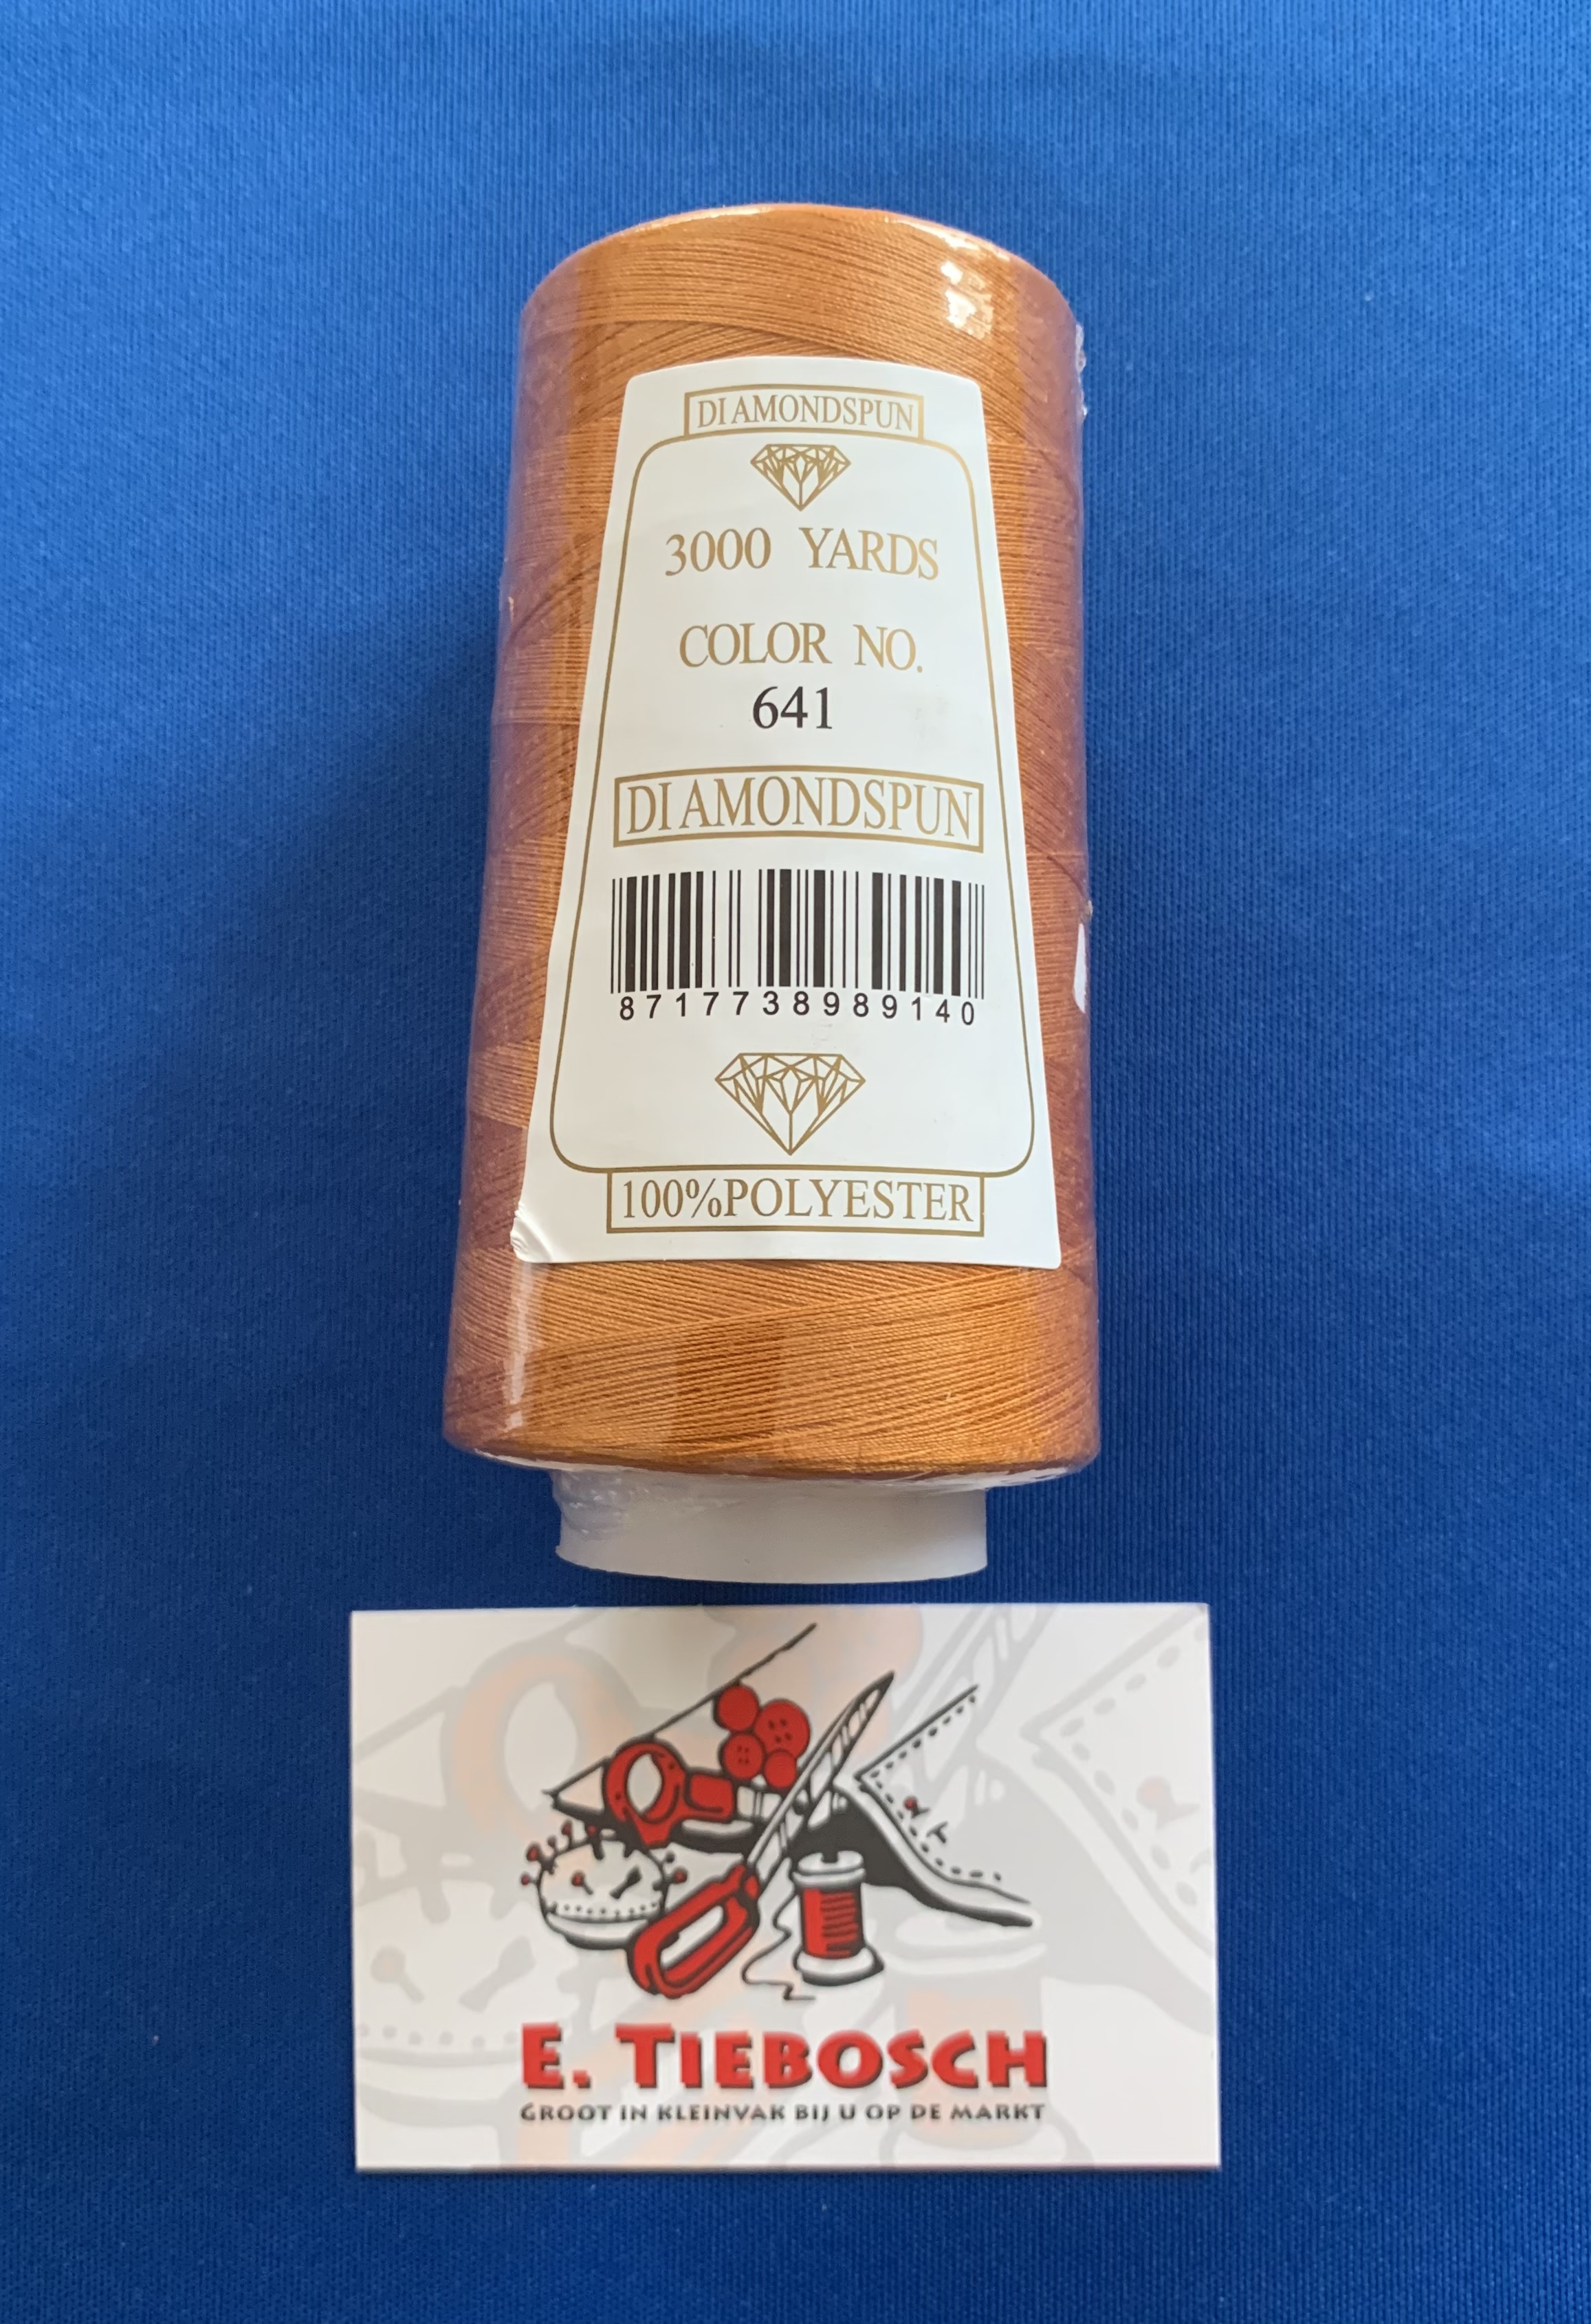 DIAMONDSPUN
3000 YARDS
COLOR NO.
641
DIAMONDSPUN
8717738989140
100%POLYESTER
E. TIEBOSCH
GROOT IN KLEINVAK BIJ U OP DE MARKT